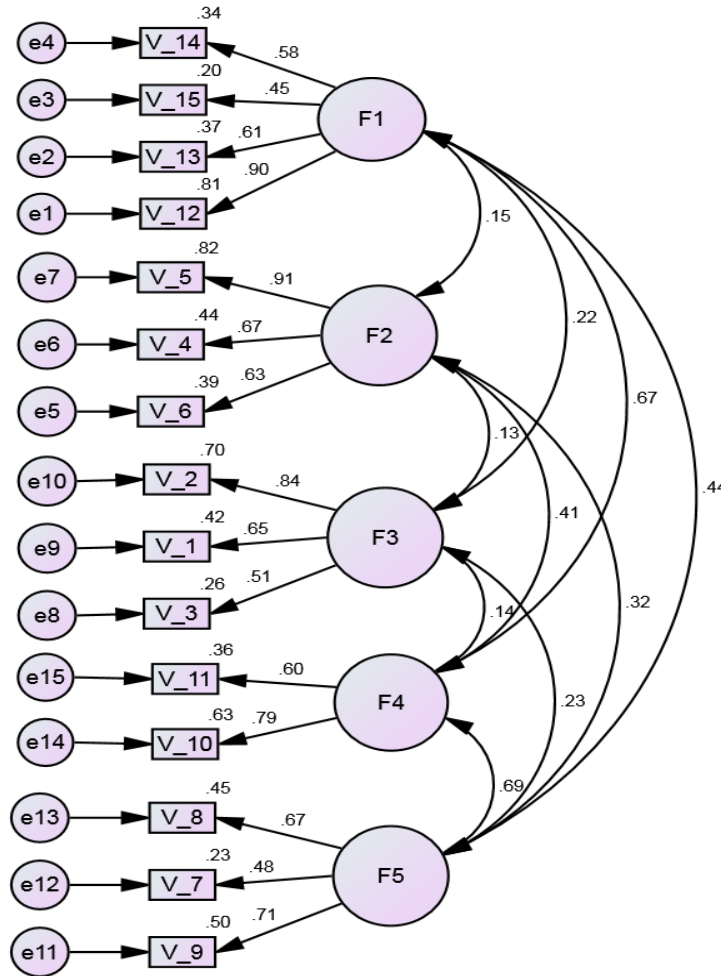 .34
e4 V_14 .58
.20
e3 V_15 .45 F1
.37
e2 V_13 .61
.81 .90
e1 V_12 .15
.82
e7 V_5 .91
.44 .22
e6 V_4 .67 F2
.39 .63 .67
e5 V_6
.13
.70
e10 V_2 .84 .44
.42 .41
e9 V_1 .65 F3
.26 .51
e8 V_3 .14 .32
.36
e15 V_11 .60
.63 F4 .23
e14 V_10 .79
.45 .69
e13 V_8 .67
.23
e12 V_7 .48 F5
.50 .71
e11 V_9